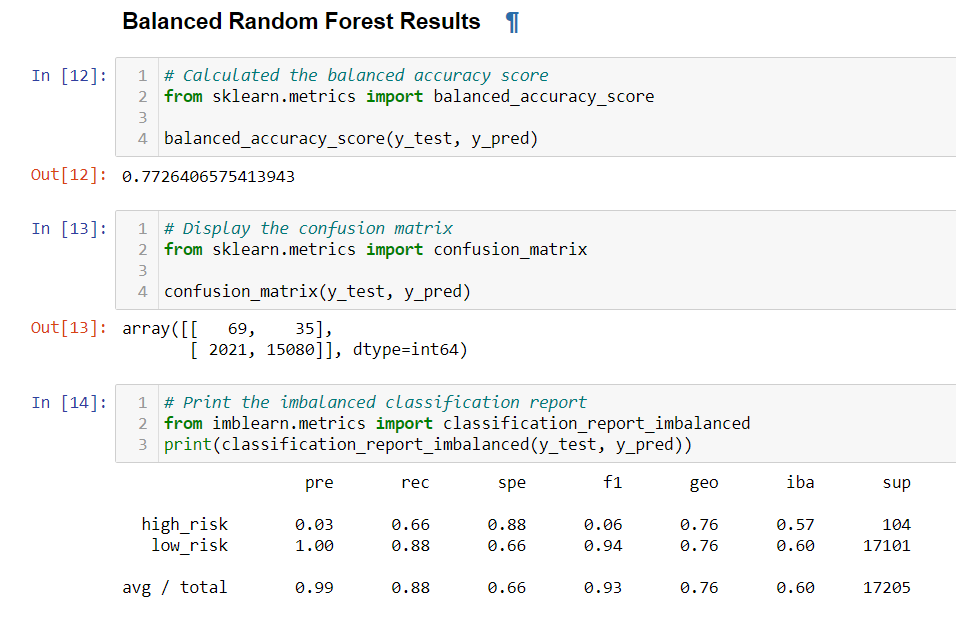 Balanced Random Forest Results ¶
In [12]:
1 # Calculated the balanced accuracy score
2 from sklearn.metrics import balanced_accuracy_score
3
4 balanced_accuracy_score(y_test, y_pred)
Out[12]: 0.7726406575413943
In [13]:
1 # Display the confusion matrix
2 from sklearn.metrics import confusion_matrix
3
4 confusion_matrix(y_test, y_pred)
Out[13]: array([[   69,    35],
       [ 2021, 15080]], dtype=int64)
In [14]:
1 # Print the imbalanced classification report
2 from imblearn.metrics import classification_report_imbalanced
3 print(classification_report_imbalanced(y_test, y_pred))
pre rec spe f1 geo iba sup
high_risk 0.03 0.66 0.88 0.06 0.76 0.57 104
low_risk 1.00 0.88 0.66 0.94 0.76 0.60 17101
avg / total 0.99 0.88 0.66 0.93 0.76 0.60 17205